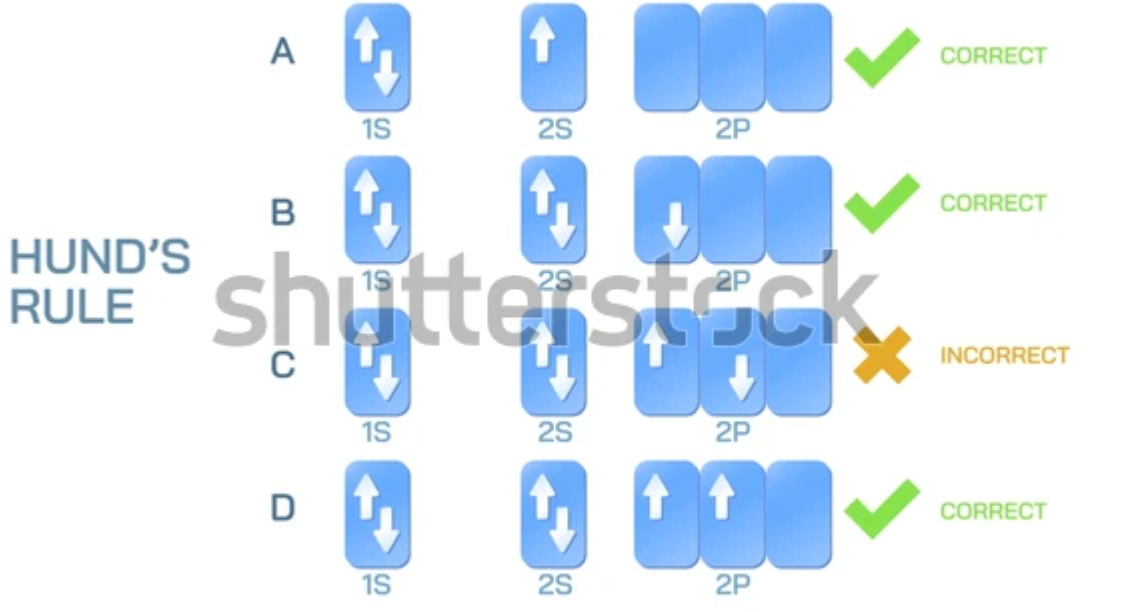 A
CORRECT
1S 2S 2P
B
CORRECT
1S 2S 2P
HUND'S
RULE
shutterstock
C
INCORRECT
1S 2S 2P
D
CORRECT
1S 2S 2P